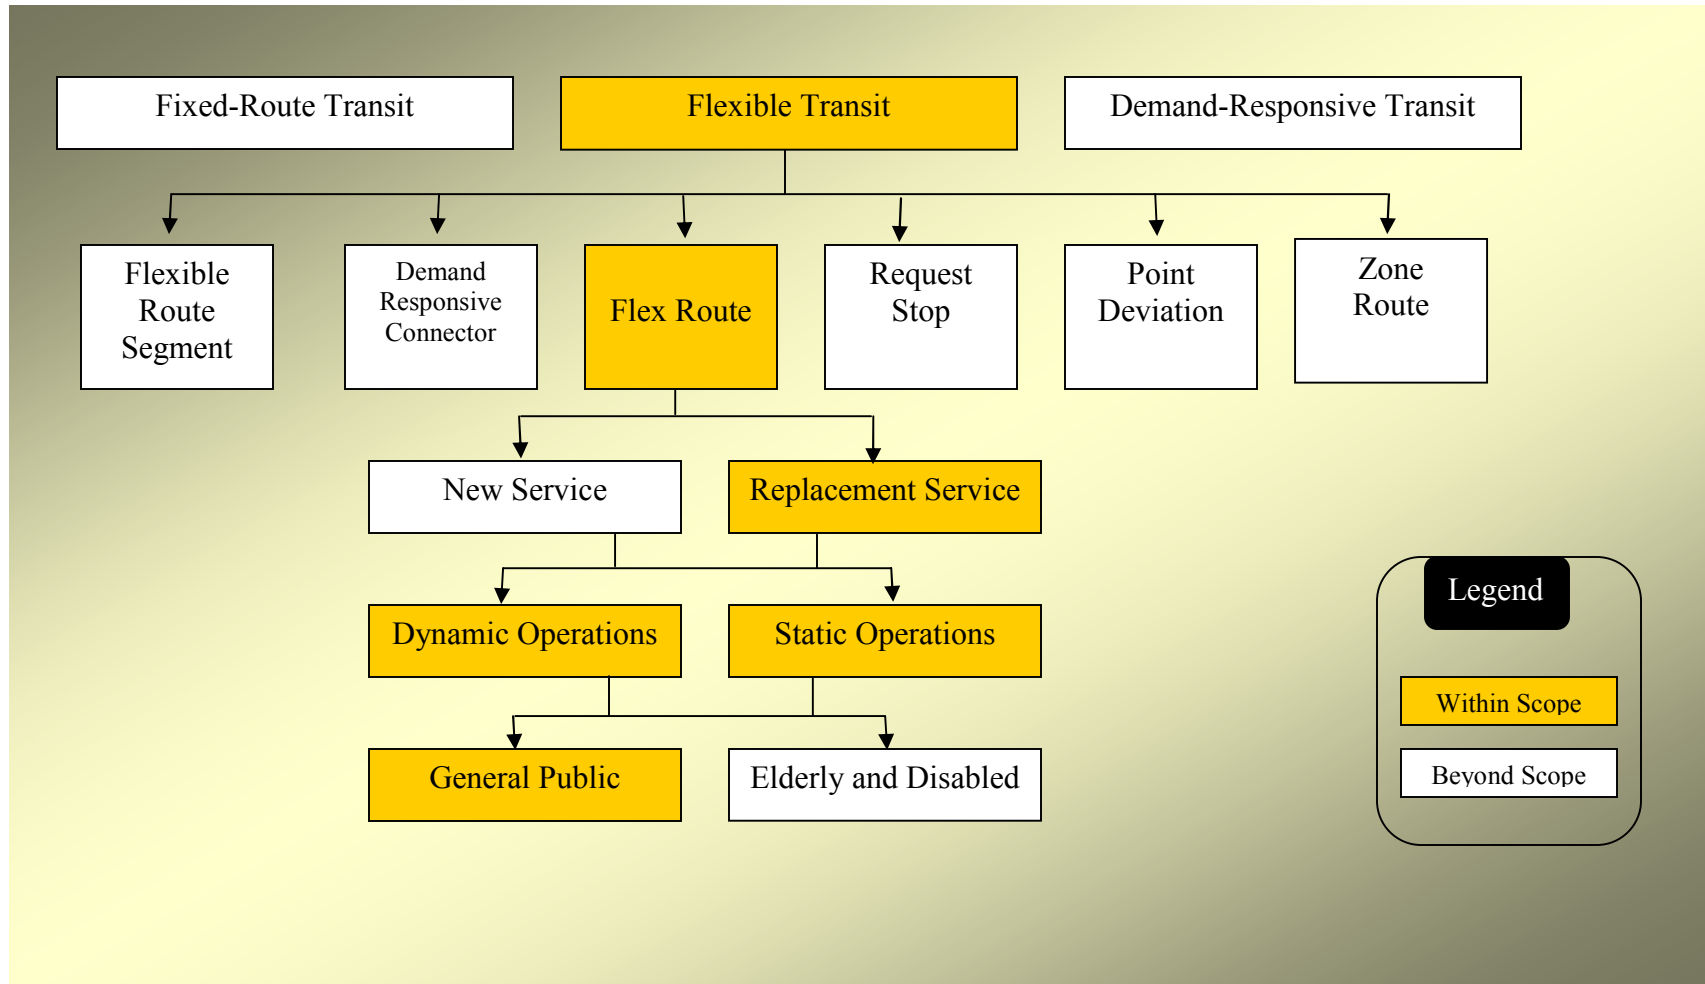 Fixed-Route Transit
Flexible Transit
Demand-Responsive Transit
Flexible
Route
Segment
Demand
Responsive
Connector
Flex Route
Request
Stop
Point
Deviation
Zone
Route
New Service
Replacement Service
Dynamic Operations
Static Operations
General Public
Elderly and Disabled
Legend
Within Scope
Beyond Scope